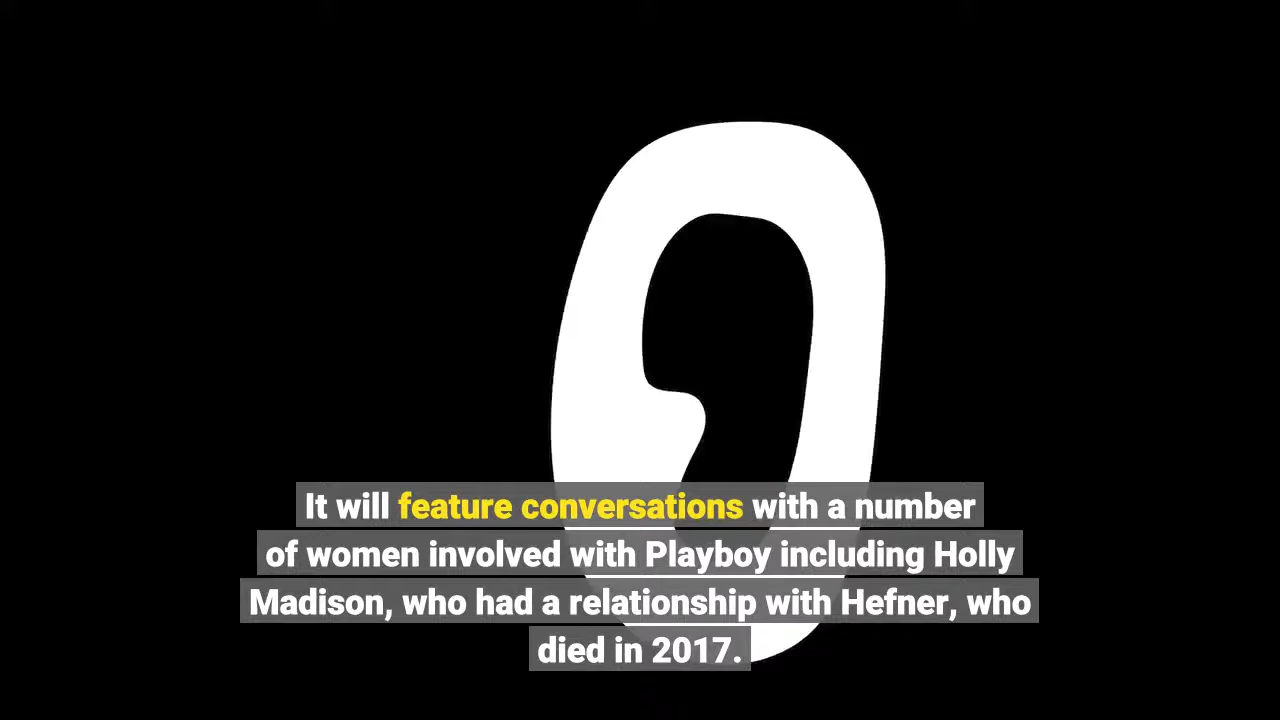 It will feature conversations with a number
of women involved with Playboy including Holly
Madison, who had a relationship with Hefner, who
died in 2017.